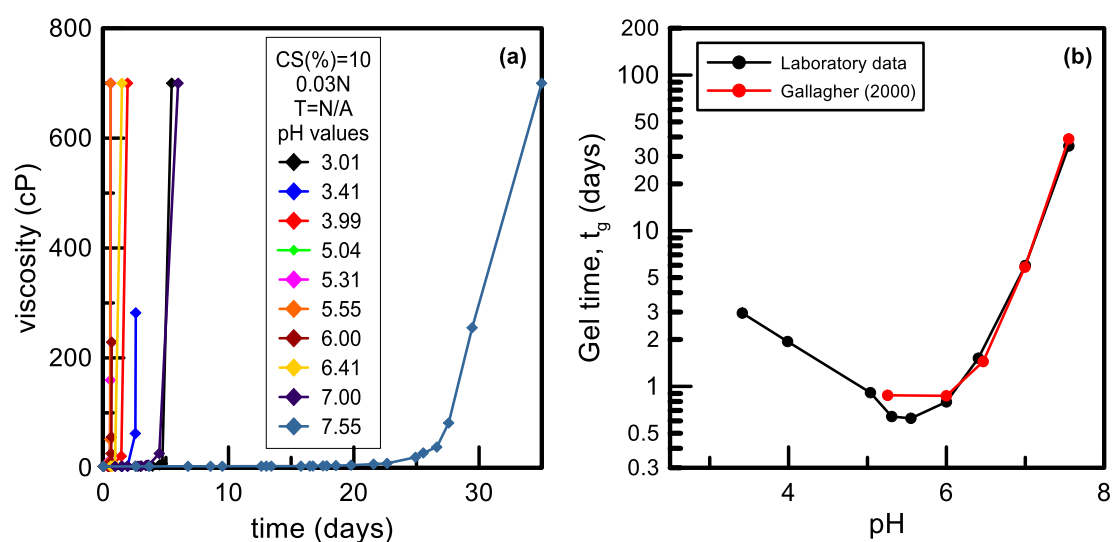 (a)
800
600
400
200
0
viscosity (cP)
0
10
20
30
time (days)
CS(%)=10
0.03N
T=N/A
pH values
3.01
3.41
3.99
5.04
5.31
5.55
6.00
6.41
7.00
7.55
(b)
Laboratory data
Gallagher (2000)
200
100
50
30
20
10
5
3
2
1
0.5
0.3
Gel time, tg (days)
4
6
8
pH